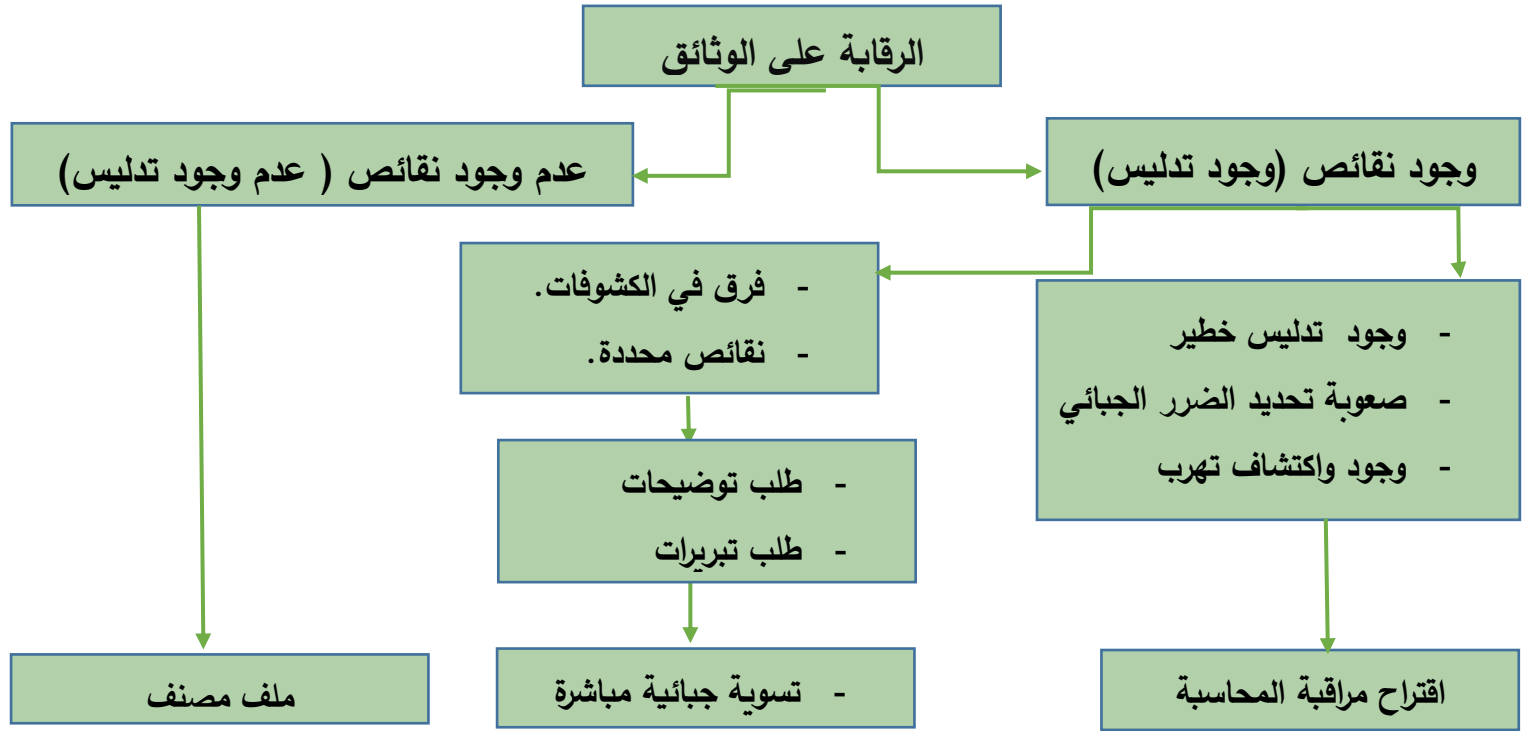 الرقابة على الوثائق
وجود نقائص (وجود تدليس)
عدم وجود نقائص ( عدم وجود تدليس)
- وجود تدليس خطير
- صعوبة تحديد الضرر الجبائي
- وجود واكتشاف تهرب
- فرق في الكشوفات.
- نقائص محددة.
- طلب توضيحات
- طلب تبريرات
اقتراح مراقبة المحاسبة
- تسوية جبائية مباشرة
ملف مصنف